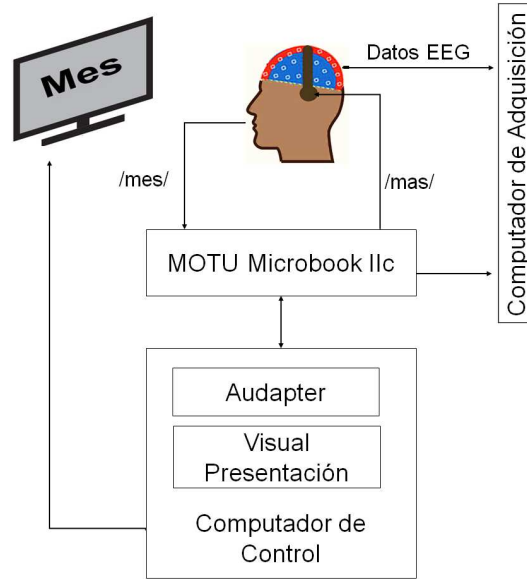 Mes
Datos EEG
Computador de Adquisición
/mes/
/mas/
MOTU Microbook IIc
Audapter
Visual
Presentación
Computador de
Control